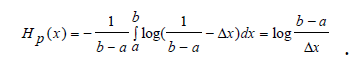 H_p(x) = -\frac{1}{b-a} \int_a^b \log(\frac{1}{b-a} - \Delta x)dx = \log \frac{b-a}{\Delta x} .